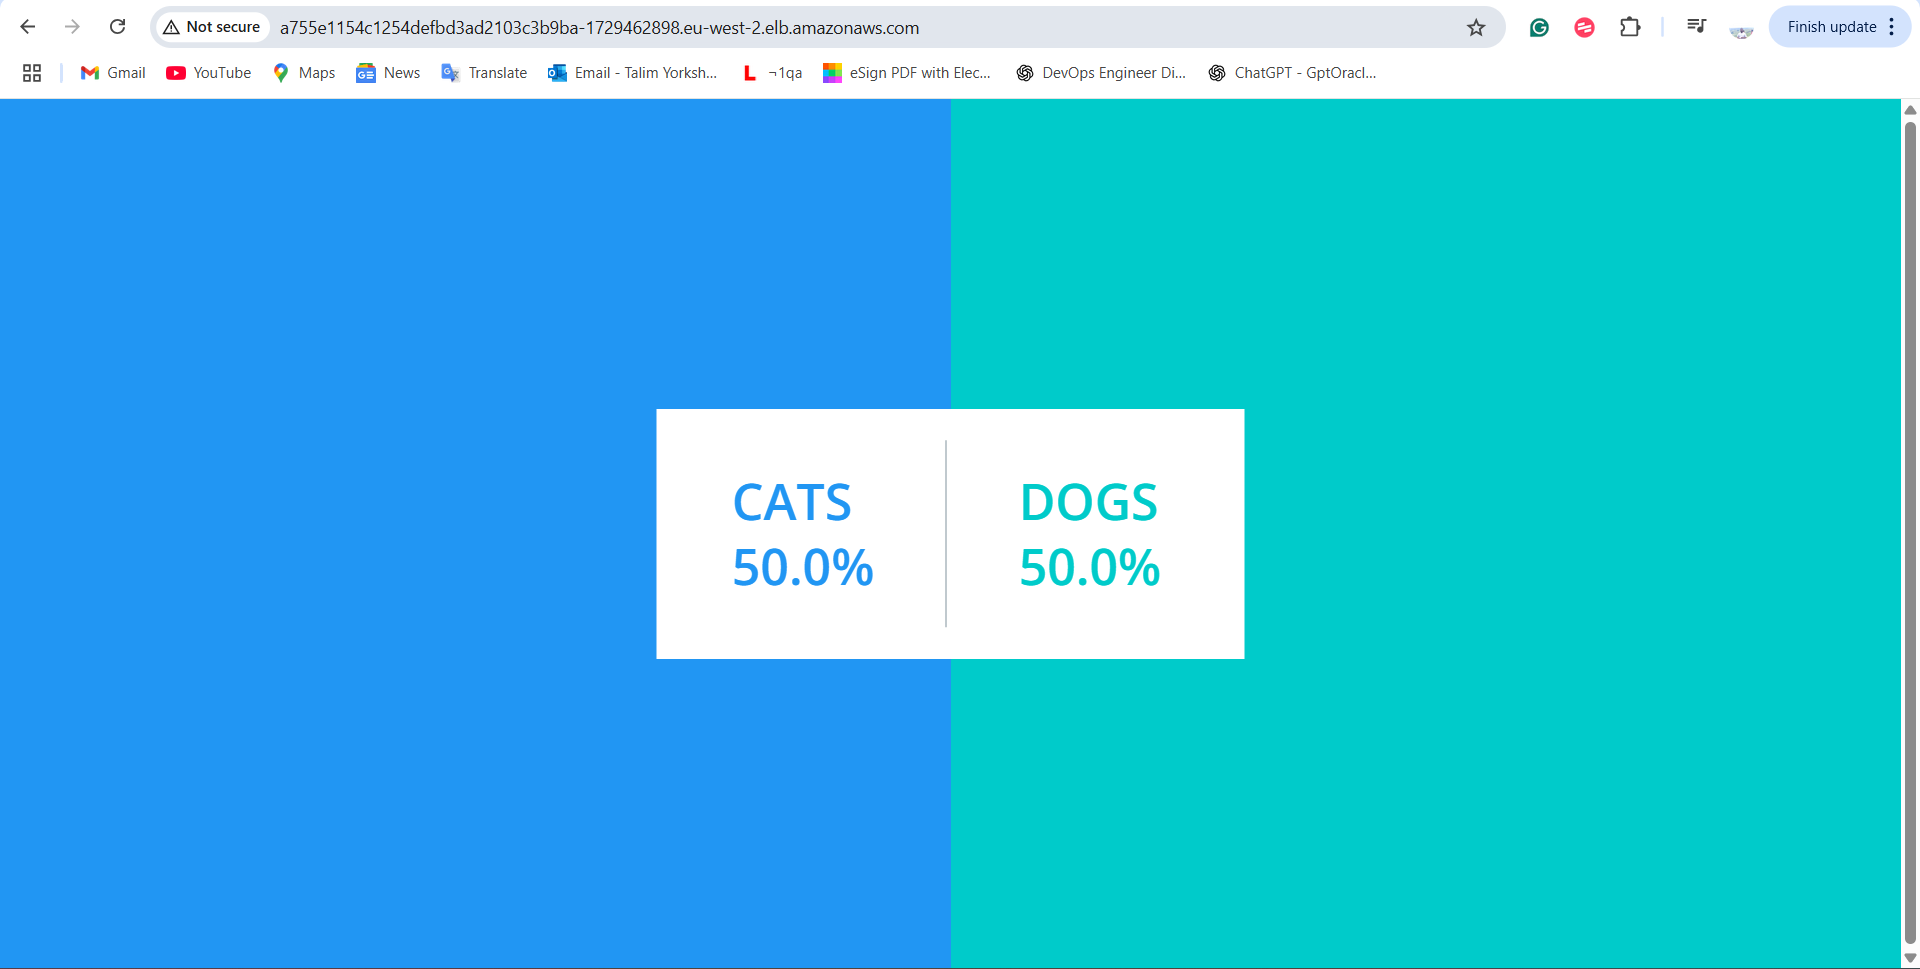 Not secure
a755e1154c1254defbd3ad2103c3b9ba-1729462898.eu-west-2.elb.amazonaws.com
Finish update
Gmail
YouTube
Maps
News
Translate
Email - Talim Yorksh...
¬1qa
eSign PDF with Elec...
DevOps Engineer Di...
ChatGPT - GptOracl...
CATS
50.0%
DOGS
50.0%